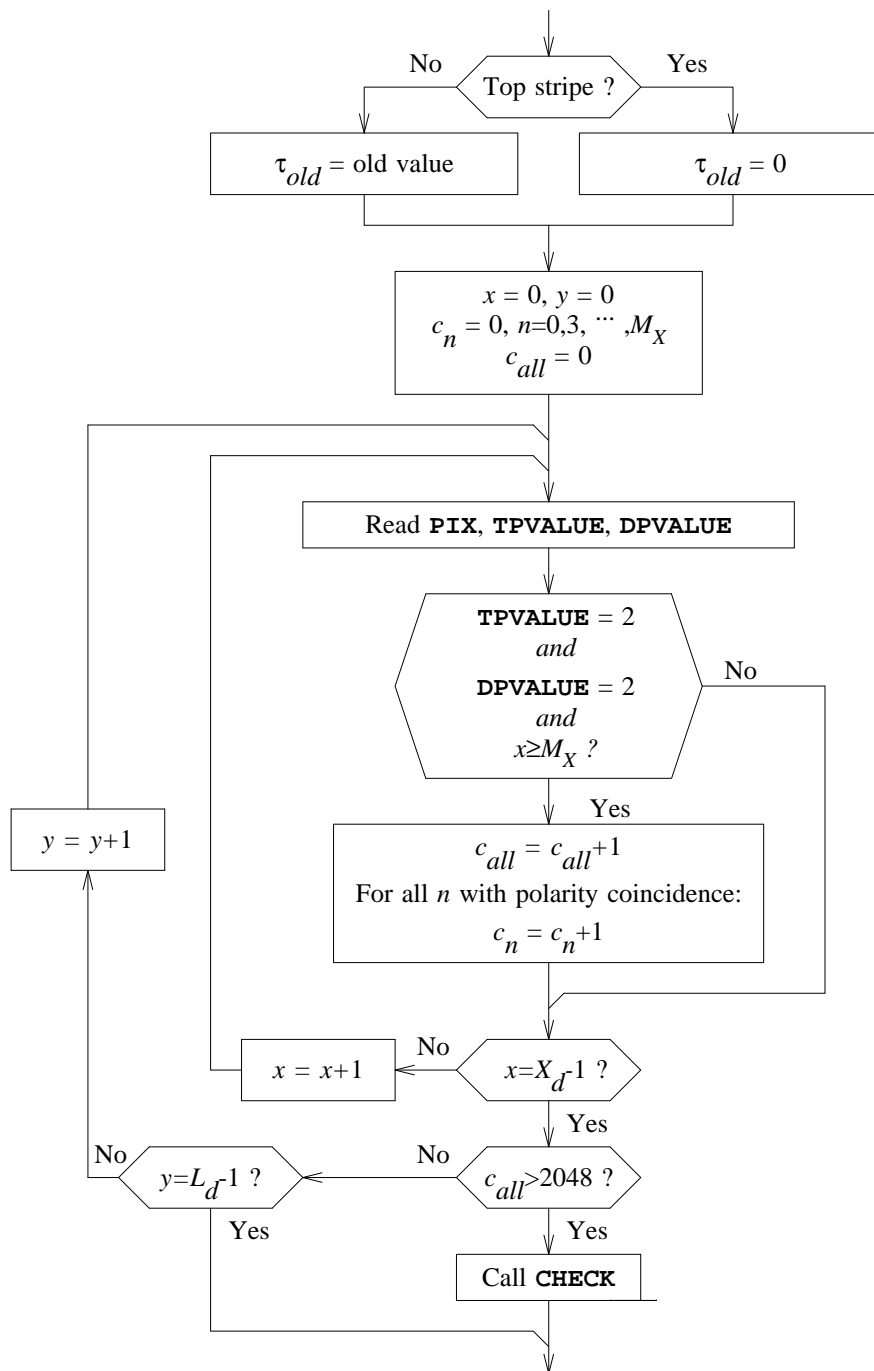 No
Yes
Top stripe ?
τold = old value
τold = 0
x = 0, y = 0
cn = 0, n=0,3, ··· ,MX
call = 0
Read PIX, TPVALUE, DPVALUE
TPVALUE = 2
and
DPVALUE = 2
and
x≥MX ?
No
Yes
y = y+1
call = call+1
For all n with polarity coincidence:
cn = cn+1
x = x+1
No
x=Xd-1 ?
Yes
No
y=Ld-1 ?
No
call>2048 ?
Yes
Yes
Call CHECK